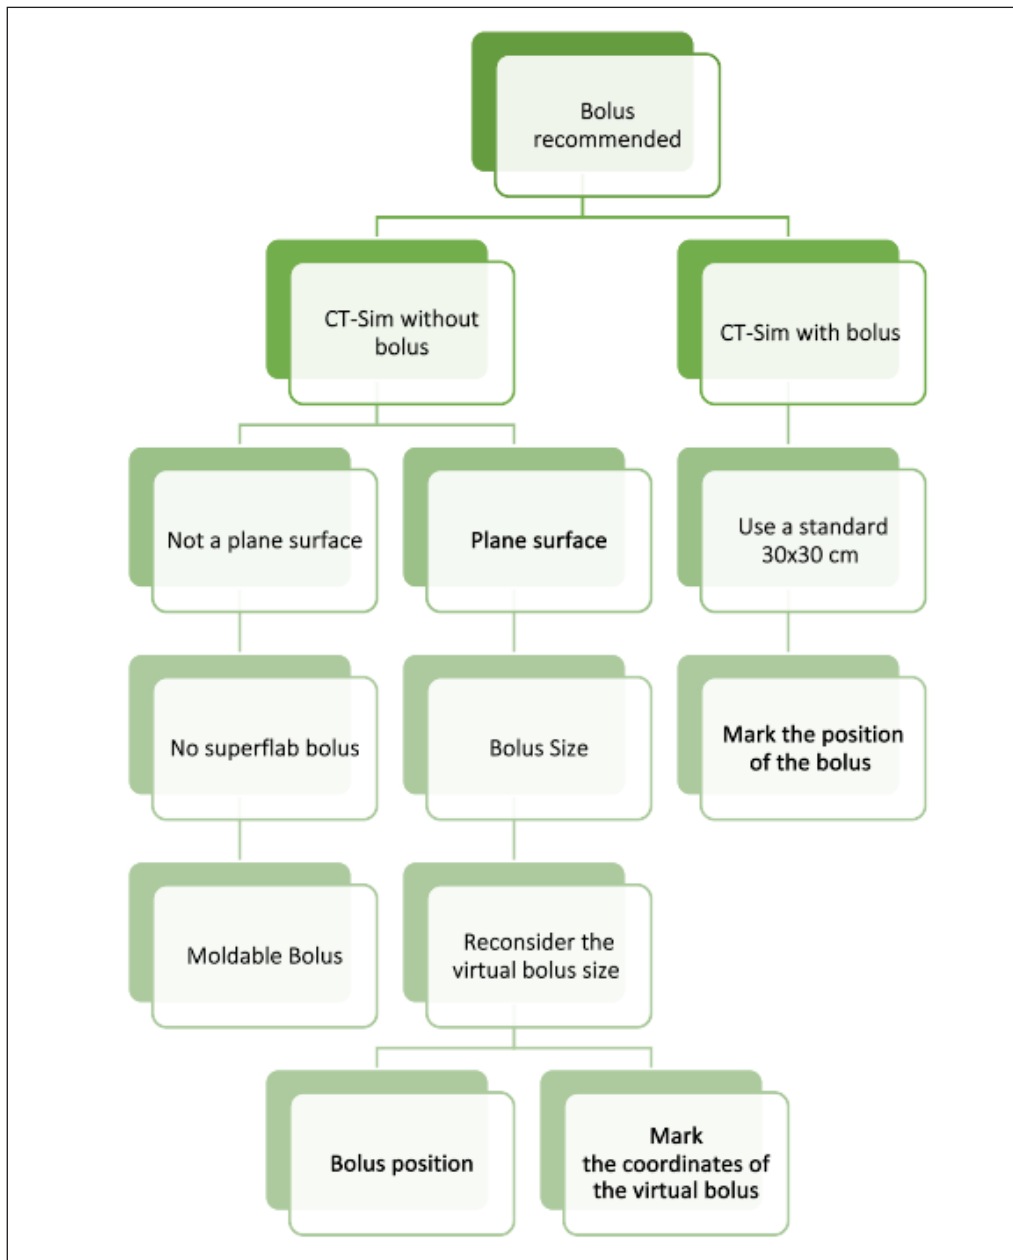 Bolus
recommended
CT-Sim without
bolus
CT-Sim with bolus
Not a plane surface
Plane surface
Use a standard
30x30 cm
No superflab bolus
Bolus Size
Mark the position
of the bolus
Moldable Bolus
Reconsider the
virtual bolus size
Bolus position
Mark
the coordinates of
the virtual bolus